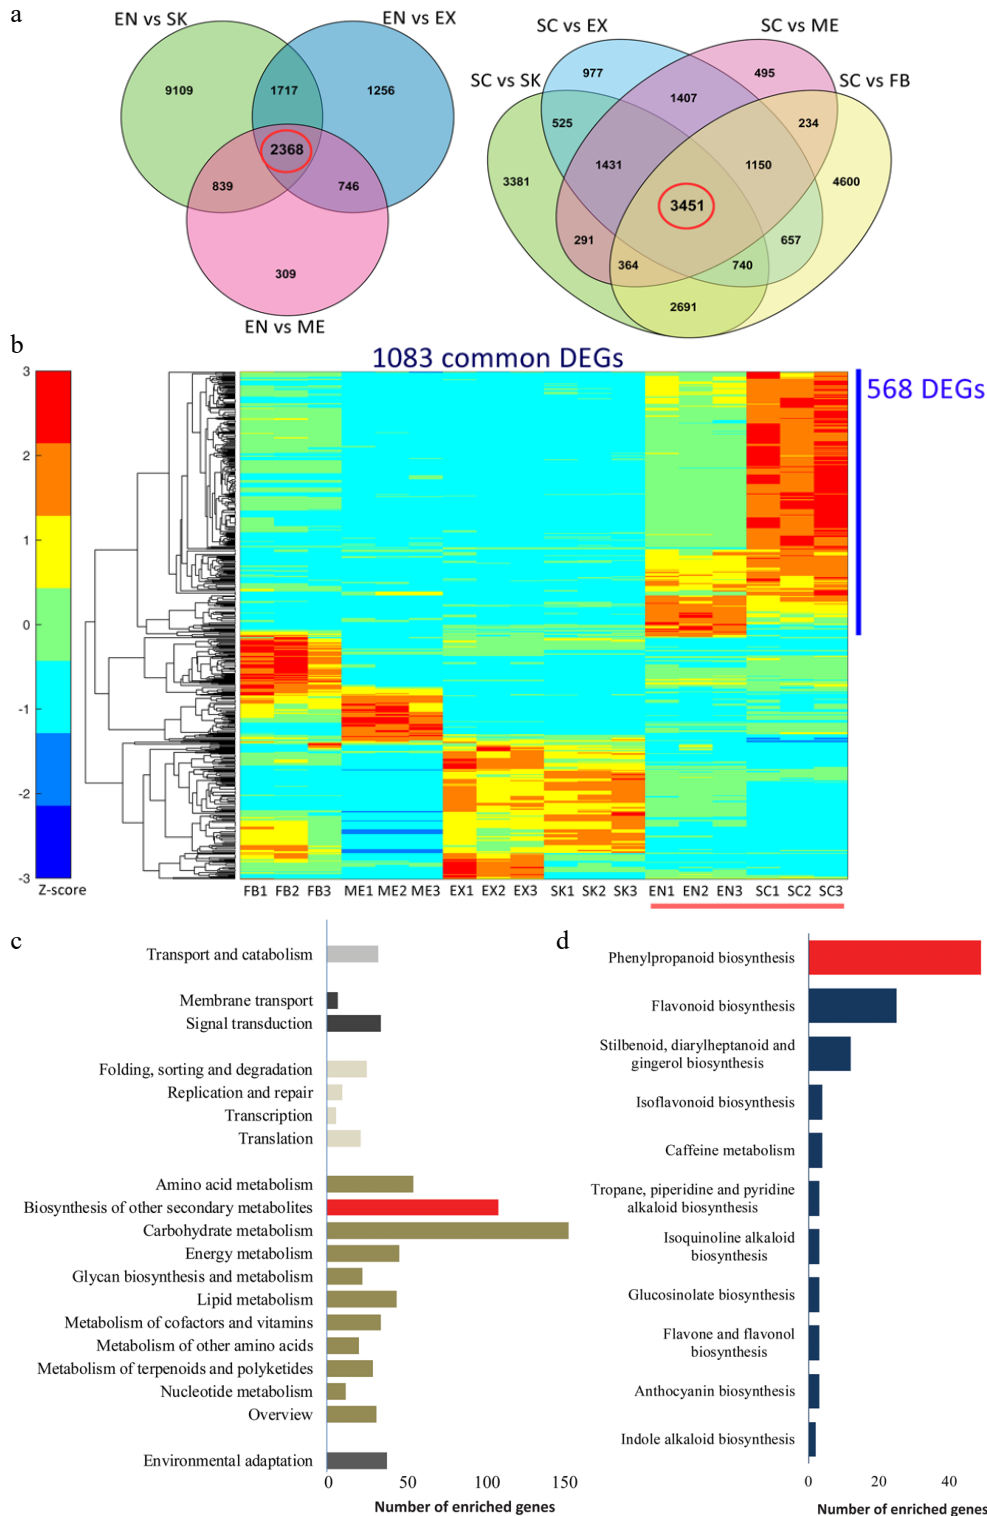 a
EN vs SK
EN vs EX
9109
1717
1256
2368
839
746
309
EN vs ME
SC vs EX
SC vs ME
SC vs SK
SC vs FB
977
495
1407
525
234
1431
1150
3381
4600
3451
291
657
364
740
2691
b
1083 common DEGs
568 DEGs
3
2
1
0
-1
-2
-3
Z-score
FB1 FB2 FB3 ME1 ME2 ME3 EX1 EX2 EX3 SK1 SK2 SK3 EN1 EN2 EN3 SC1 SC2 SC3
c
Transport and catabolism
Membrane transport
Signal transduction
Folding, sorting and degradation
Replication and repair
Transcription
Translation
Amino acid metabolism
Biosynthesis of other secondary metabolites
Carbohydrate metabolism
Energy metabolism
Glycan biosynthesis and metabolism
Lipid metabolism
Metabolism of cofactors and vitamins
Metabolism of other amino acids
Metabolism of terpenoids and polyketides
Nucleotide metabolism
Overview
Environmental adaptation
0 50 100 150
Number of enriched genes
d
Phenylpropanoid biosynthesis
Flavonoid biosynthesis
Stilbenoid, diarylheptanoid and
gingerol biosynthesis
Isoflavonoid biosynthesis
Caffeine metabolism
Tropane, piperidine and pyridine
alkaloid biosynthesis
Isoquinoline alkaloid
biosynthesis
Glucosinolate biosynthesis
Flavone and flavonol
biosynthesis
Anthocyanin biosynthesis
Indole alkaloid biosynthesis
0 20 40
Number of enriched genes